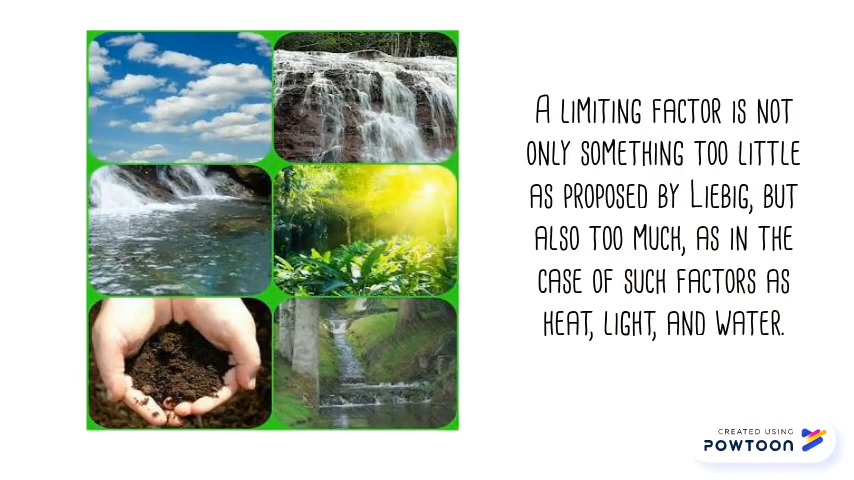 A LIMITING FACTOR IS NOT
ONLY SOMETHING TOO LITTLE
AS PROPOSED BY LIEBIG, BUT
ALSO TOO MUCH, AS IN THE
CASE OF SUCH FACTORS AS
HEAT, LIGHT, AND WATER.
CREATED USING
POWTOON